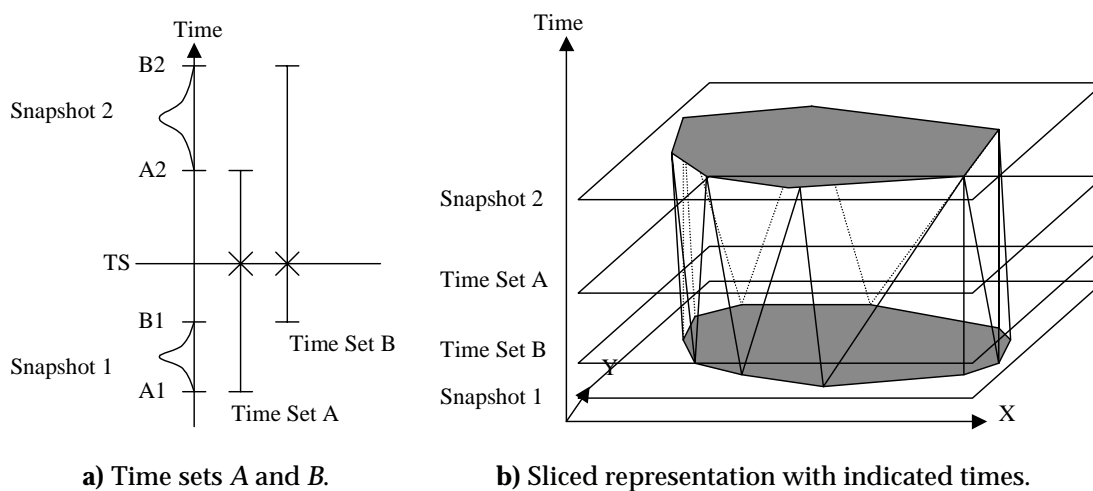 Time
B2
Snapshot 2
A2
TS
B1
Time Set B
Snapshot 1
A1
Time Set A
Time
Snapshot 2
Time Set A
Time Set B
Y
Snapshot 1
X
a) Time sets A and B.
b) Sliced representation with indicated times.